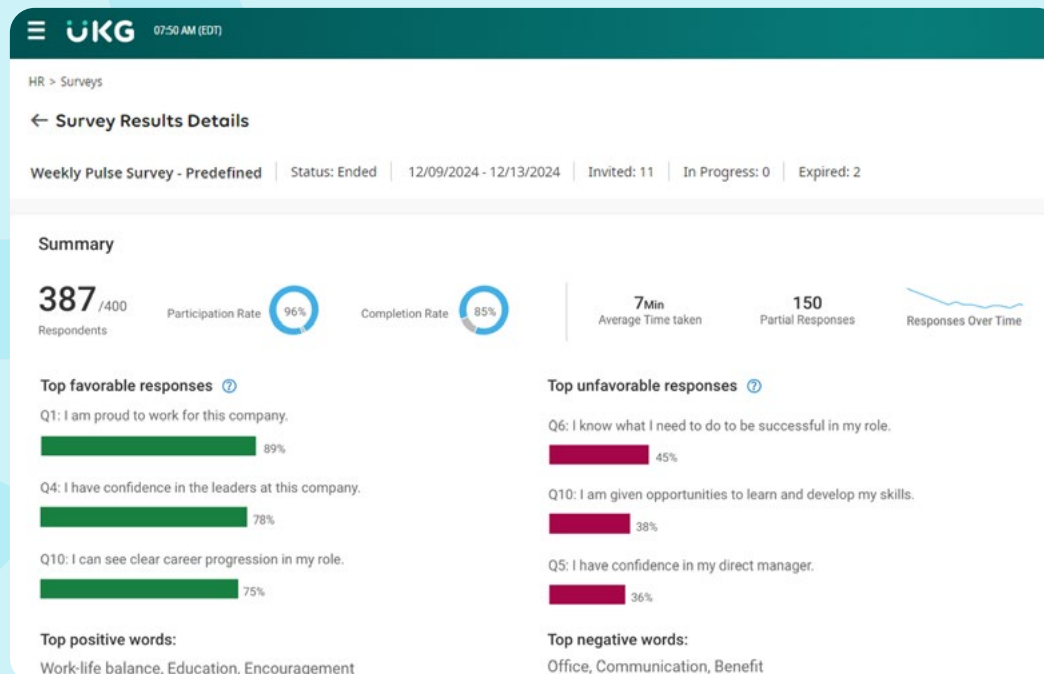 UKG 07:50 AM (EDT)
HR > Surveys
← Survey Results Details
Weekly Pulse Survey - Predefined | Status: Ended | 12/09/2024 - 12/13/2024 | Invited: 11 | In Progress: 0 | Expired: 2
Summary
387 /400
Respondents
Participation Rate 96%
Completion Rate 85%
7Min
Average Time taken
150
Partial Responses
Responses Over Time
Top favorable responses ?
Q1: I am proud to work for this company.
89%
Q4: I have confidence in the leaders at this company.
78%
Q10: I can see clear career progression in my role.
75%
Top positive words:
Work-life balance, Education, Encouragement
Top unfavorable responses ?
Q6: I know what I need to do to be successful in my role.
45%
Q10: I am given opportunities to learn and develop my skills.
38%
Q5: I have confidence in my direct manager.
36%
Top negative words:
Office, Communication, Benefit